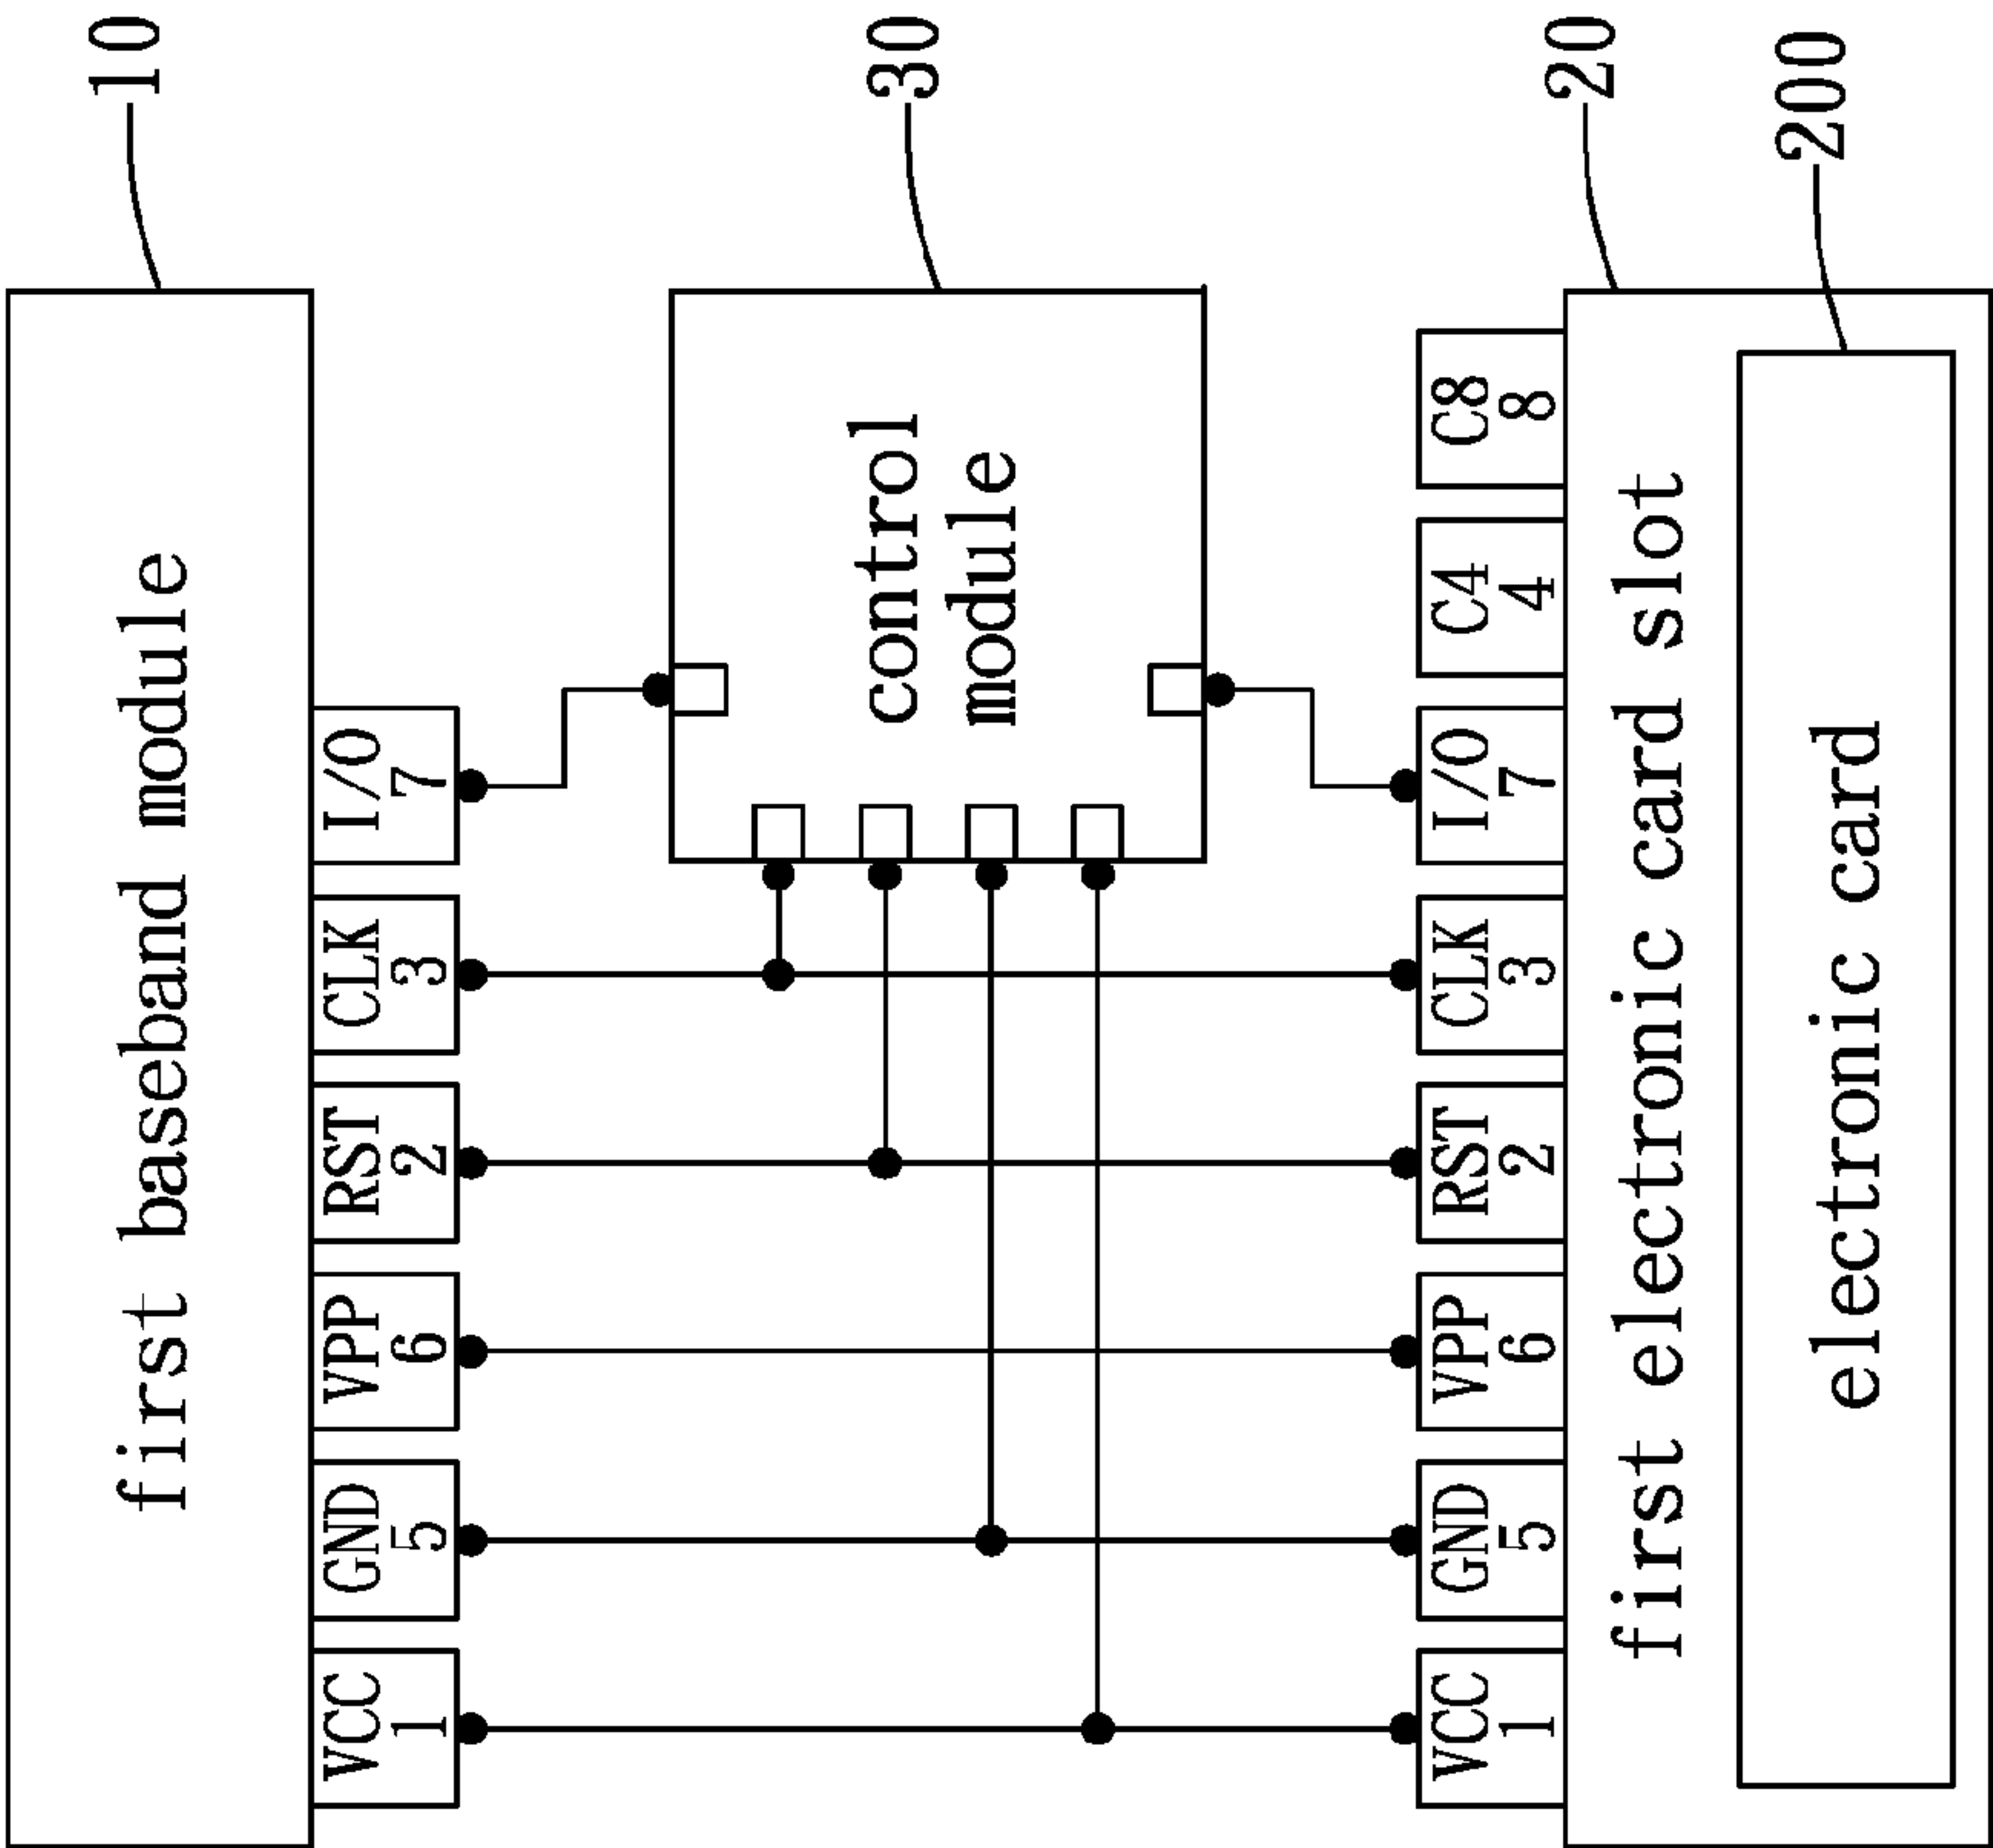 10
first baseband module
VCC
1
GND
5
VPP
6
RST
2
CLK
3
I/O
7
30
control
module
VCC
1
GND
5
VPP
6
RST
2
CLK
3
I/O
7
C4
4
C8
8
20
first electronic card slot
200
electronic card